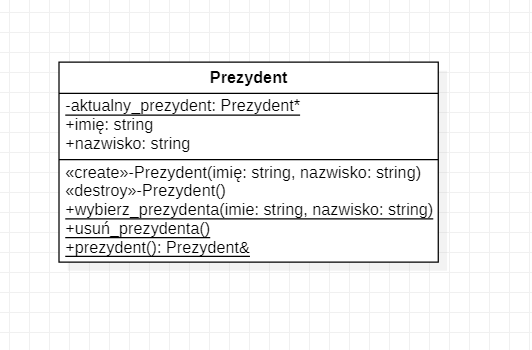 Prezydent
-aktualny_prezydent: Prezydent*
+imię: string
+nazwisko: string
«create»-Prezydent(imię: string, nazwisko: string)
«destroy»-Prezydent()
+wybierz_prezydenta(imie: string, nazwisko: string)
+usuń_prezydenta()
+prezydent(): Prezydent&